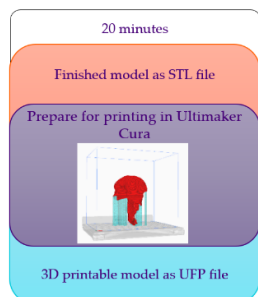 20 minutes
Finished model as STL file
Prepare for printing in Ultimaker
Cura
3D printable model as UFP file